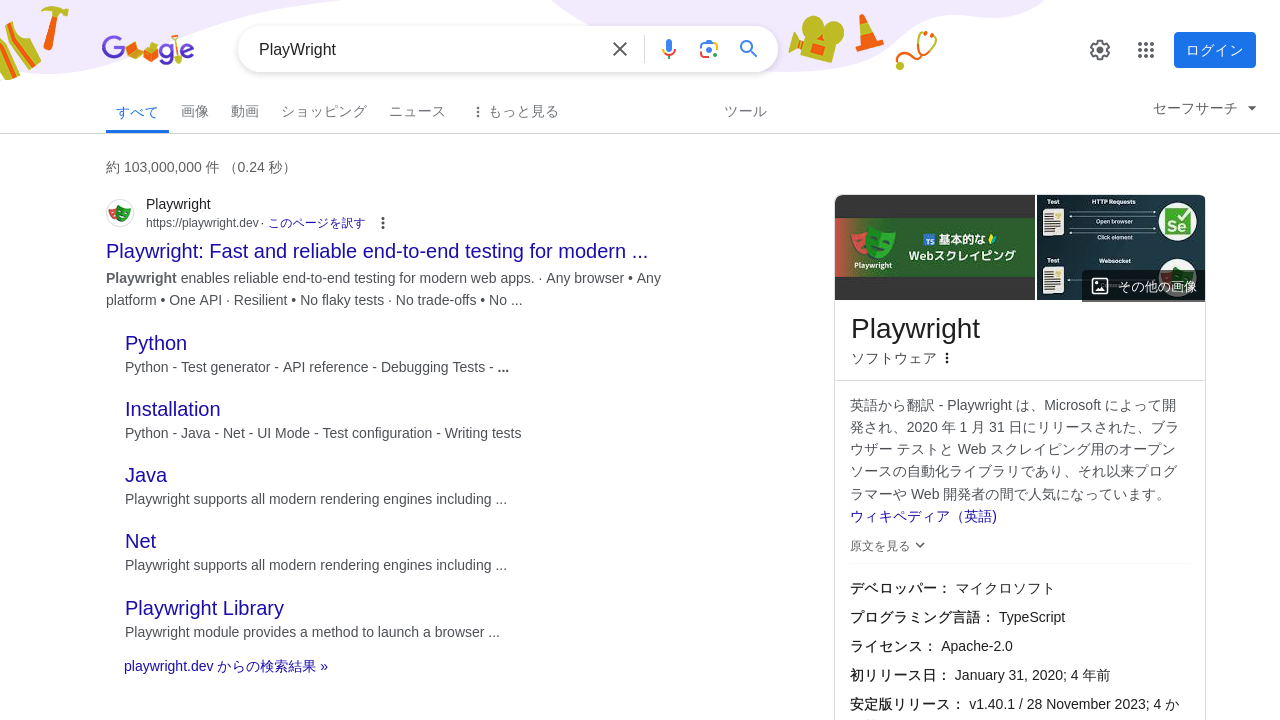 Google
PlayWright
ログイン
すべて
画像
動画
ショッピング
ニュース
もっと見る
ツール
セーフサーチ
約 103,000,000 件 （0.24 秒）
Playwright
https://playwright.dev · このページを訳す
Playwright: Fast and reliable end-to-end testing for modern ...
Playwright enables reliable end-to-end testing for modern web apps. · Any browser • Any
platform • One API · Resilient • No flaky tests · No trade-offs • No ...
Python
Python - Test generator - API reference - Debugging Tests - ...
Installation
Python - Java - Net - UI Mode - Test configuration - Writing tests
Java
Playwright supports all modern rendering engines including ...
Net
Playwright supports all modern rendering engines including ...
Playwright Library
Playwright module provides a method to launch a browser ...
playwright.dev からの検索結果 »
Playwright
TS 基本的な
Webスクレイピング
Test
HTTP Requests
Open browser
Click element
Se
Test
Websocket
その他の画像
Playwright
ソフトウェア
英語から翻訳 - Playwright は、Microsoft によって開
発され、2020 年 1 月 31 日にリリースされた、ブラ
ウザー テストと Web スクレイピング用のオープン
ソースの自動化ライブラリであり、それ以来プログ
ラマーや Web 開発者の間で人気になっています。
ウィキペディア（英語)
原文を見る
デベロッパー： マイクロソフト
プログラミング言語： TypeScript
ライセンス： Apache-2.0
初リリース日： January 31, 2020; 4 年前
安定版リリース： v1.40.1 / 28 November 2023; 4 か